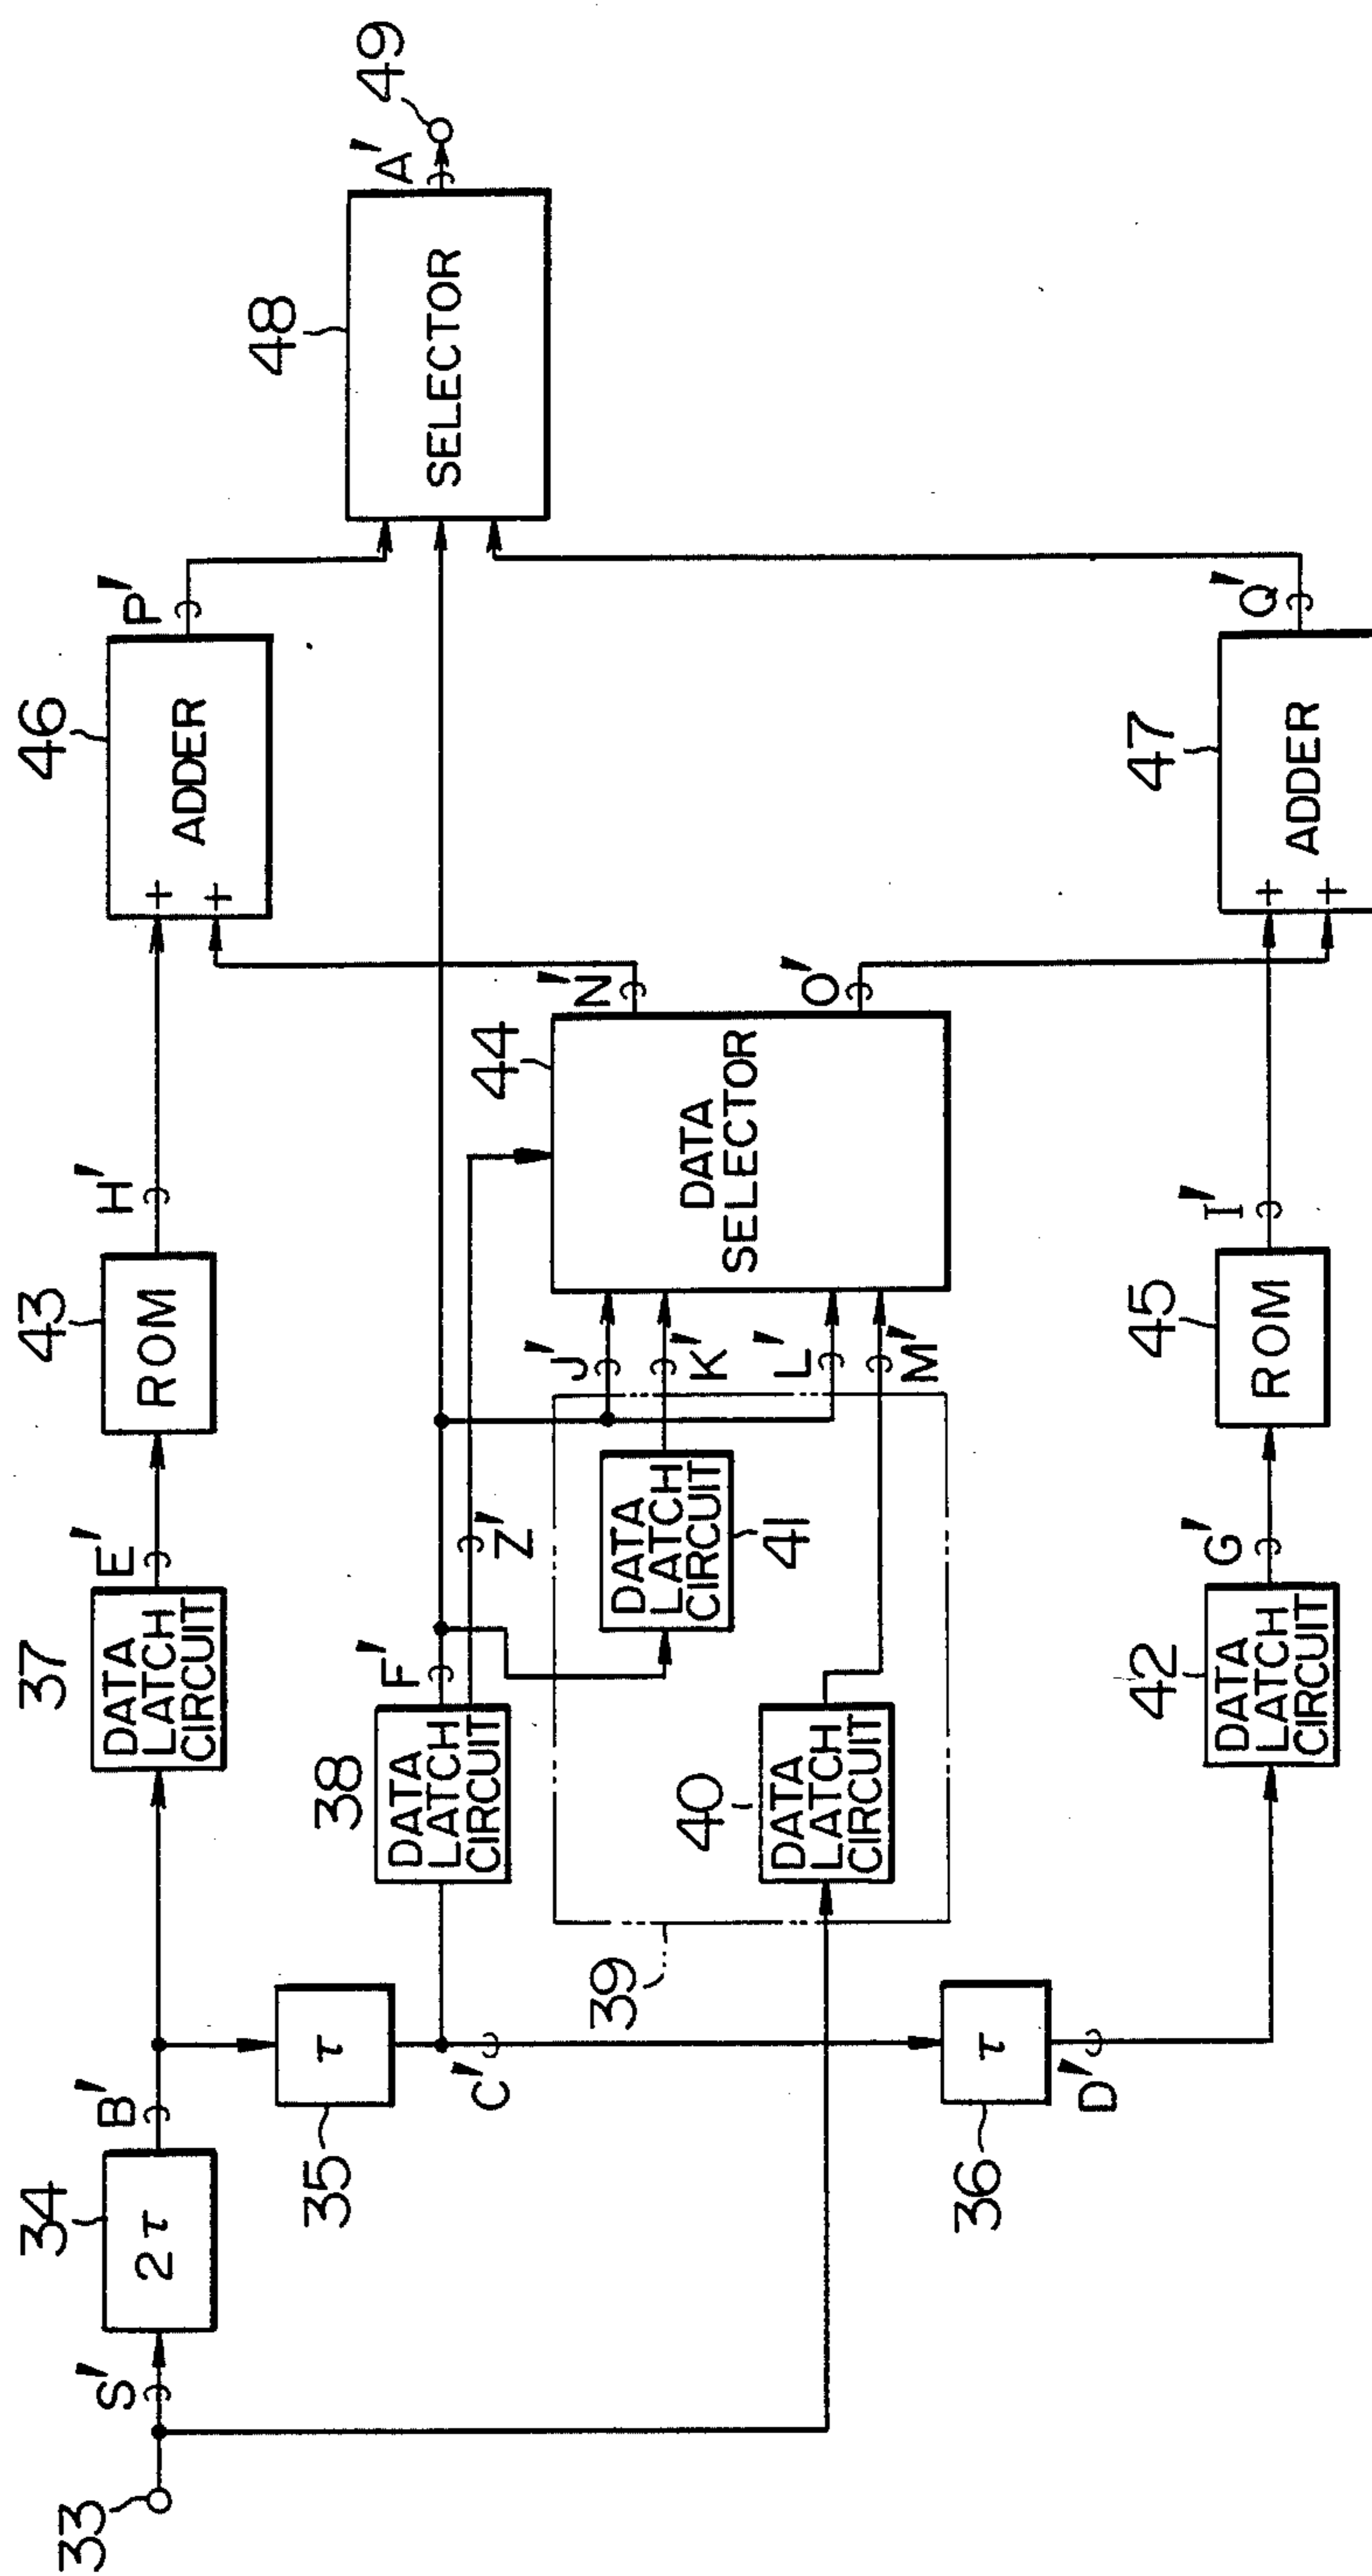 33
S'
34
2τ
B'
37
DATA
LATCH
CIRCUIT
E'
43
ROM
H'
46
+
+
ADDER
P'
35
τ
C'
38
DATA
LATCH
CIRCUIT
F'
Z'
48
SELECTOR
A'
49
39
40
DATA
LATCH
CIRCUIT
DATA
LATCH
CIRCUIT
41
J'
K'
L'
M'
44
DATA
SELECTOR
N'
O'
36
τ
D'
42
DATA
LATCH
CIRCUIT
G'
45
ROM
I'
47
+
+
ADDER
Q'